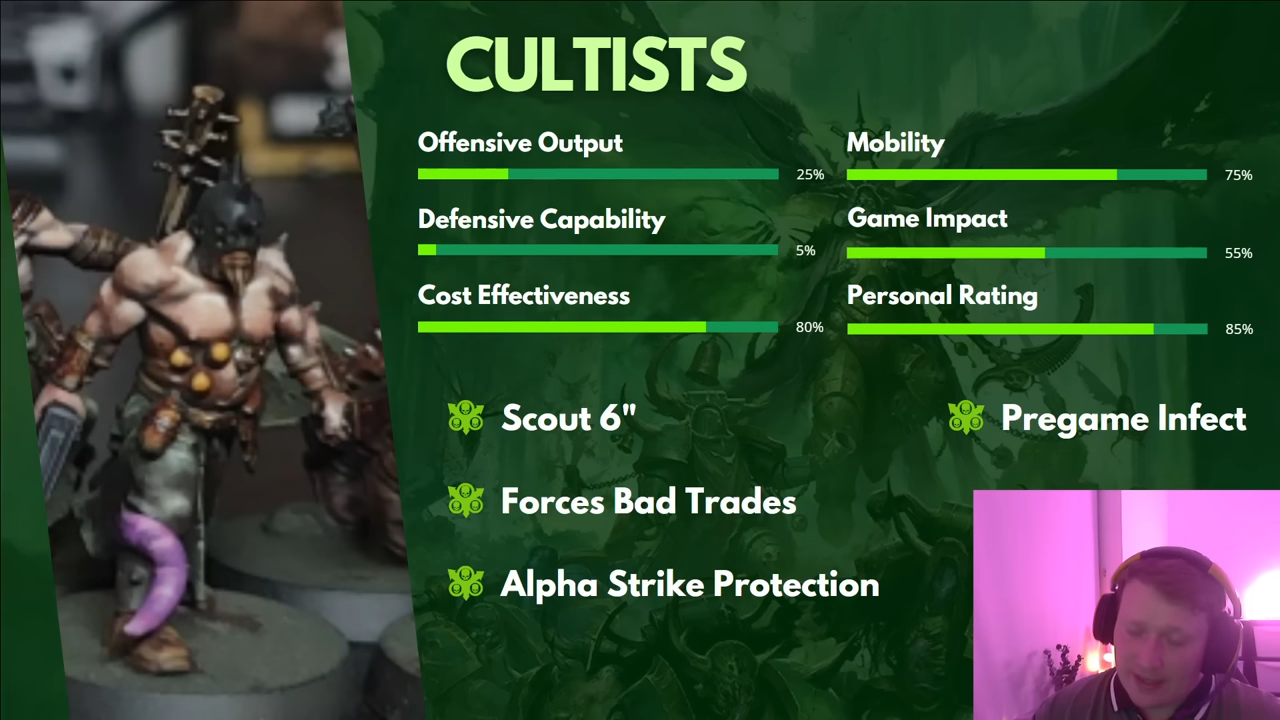 CULTISTS
Offensive Output
25%
Defensive Capability
5%
Cost Effectiveness
80%
Mobility
75%
Game Impact
55%
Personal Rating
85%
Scout 6"
Forces Bad Trades
Alpha Strike Protection
Pregame Infect